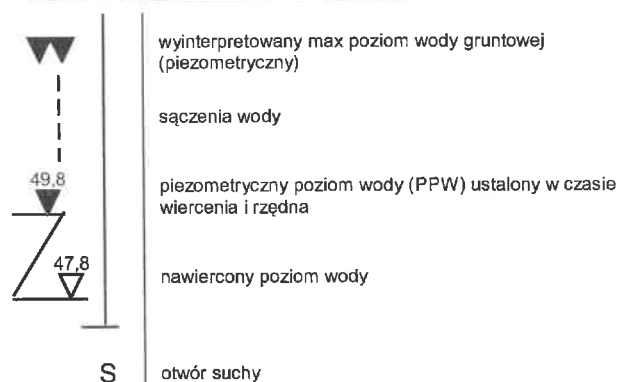 wyinterpretowany max poziom wody gruntowej
(piezometryczny)
sączenia wody
49,8
piezometryczny poziom wody (PPW) ustalony w czasie
wiercenia i rzędna
47,8
nawiercony poziom wody
S
otwór suchy